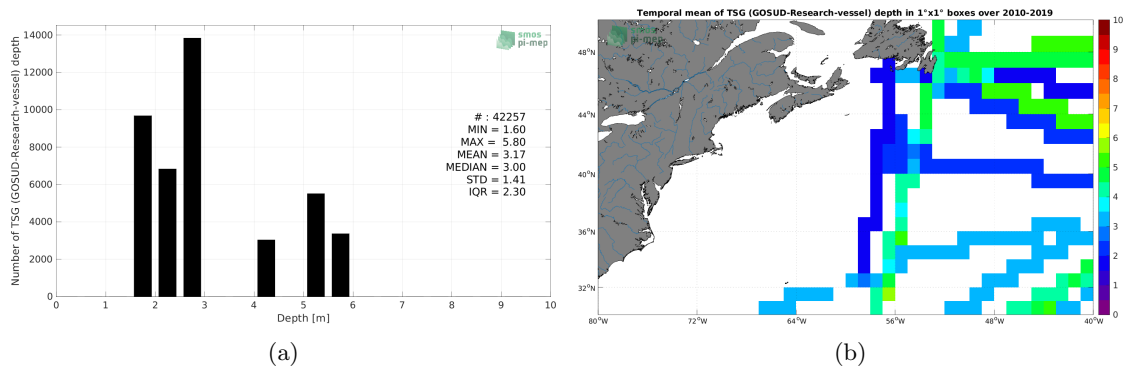 14000
12000
10000
8000
6000
4000
2000
0
Number of TSG (GOSUD-Research-vessel) depth
0 1 2 3 4 5 6 7 8 9 10
Depth [m]
smos
pi-mep
# : 42257
MIN = 1.60
MAX = 5.80
MEAN = 3.17
MEDIAN = 3.00
STD = 1.41
IQR = 2.30
(a)
Temporal mean of TSG (GOSUD-Research-vessel) depth in 1°x1° boxes over 2010-2019
smos
pi-mep
48°N
44°N
40°N
36°N
32°N
80°W 72°W 64°W 56°W 48°W 40°W
10
9
8
7
6
5
4
3
2
1
0
(b)